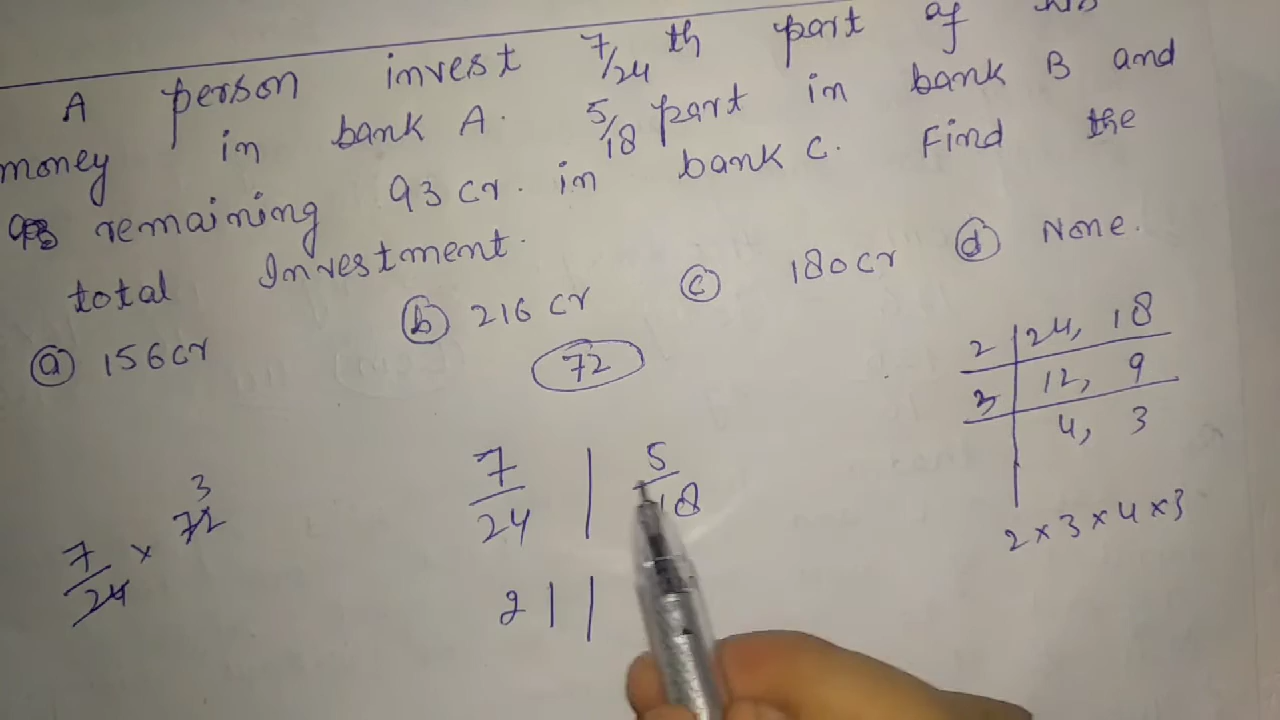 A person invest 7/24 th part of his
money in bank A. 5/18 part in bank B and
remaining 93 cr. in bank C. Find the
total Investment.
(a) 156 cr (b) 216 cr (c) 180 cr (d) None.
72
2 | 24, 18
3 | 12, 9
4, 3
2 × 3 × 4 × 3
7/24 × 72 3
7/24 | 5/18
21 |